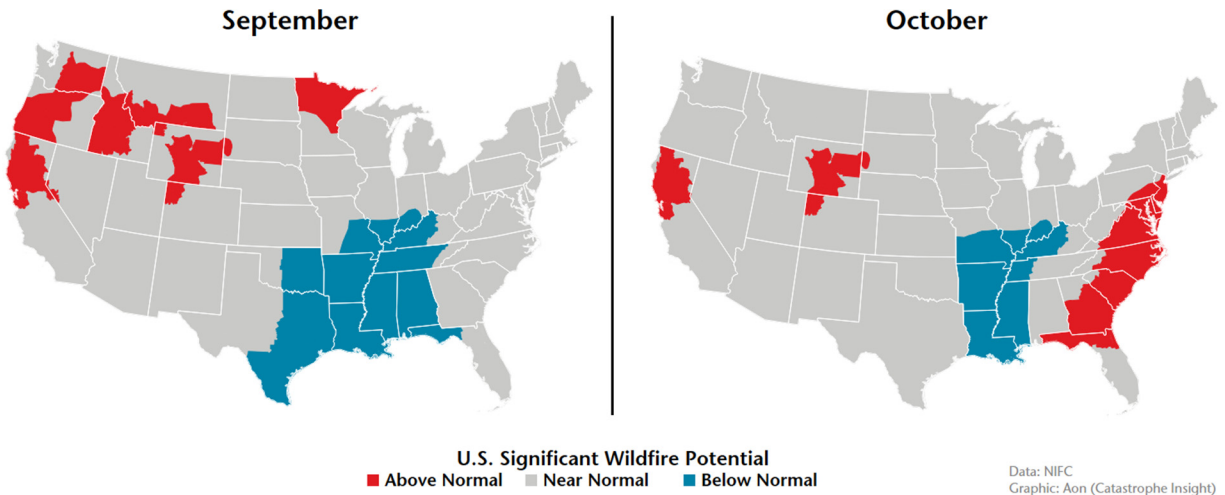 September
October
U.S. Significant Wildfire Potential
Above Normal
Near Normal
Below Normal
Data: NIFC
Graphic: Aon (Catastrophe Insight)